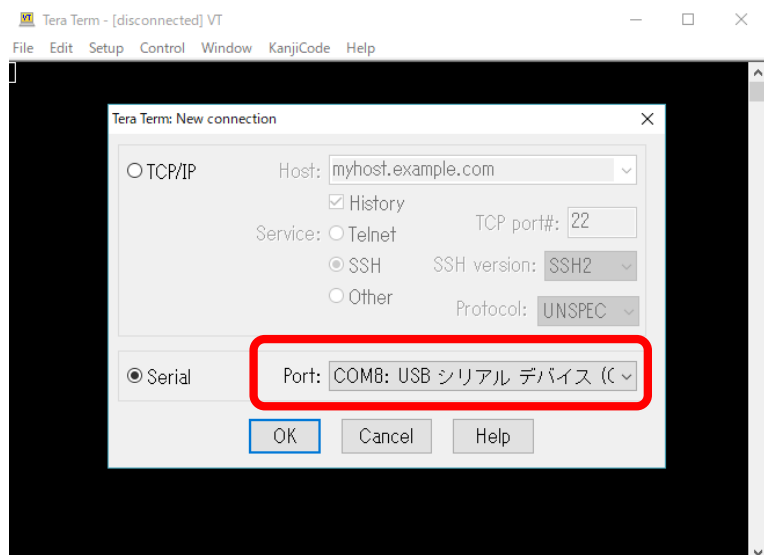 Tera Term - [disconnected] VT
File Edit Setup Control Window KanjiCode Help
Tera Term: New connection
TCP/IP
Host: myhost.example.com
History
Service: Telnet
TCP port#: 22
SSH
SSH version: SSH2
Other
Protocol: UNSPEC
Serial
Port: COM8: USB シリアル デバイス ((
OK Cancel Help